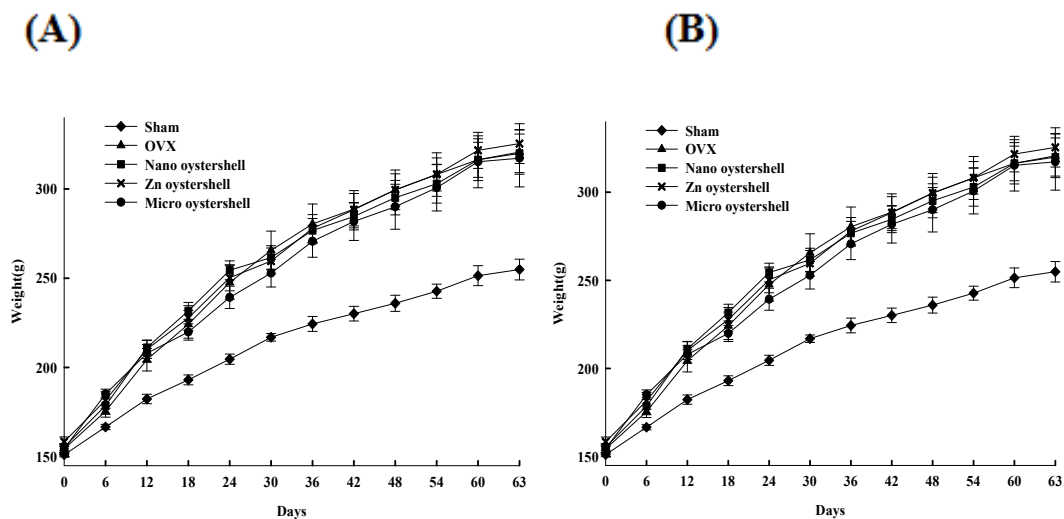 (A)
Sham
OVX
Nano oystershell
Zn oystershell
Micro oystershell
300
250
200
150
Weight(g)
0 6 12 18 24 30 36 42 48 54 60 63
Days
(B)
Sham
OVX
Nano oystershell
Zn oystershell
Micro oystershell
300
250
200
150
Weight(g)
0 6 12 18 24 30 36 42 48 54 60 63
Days